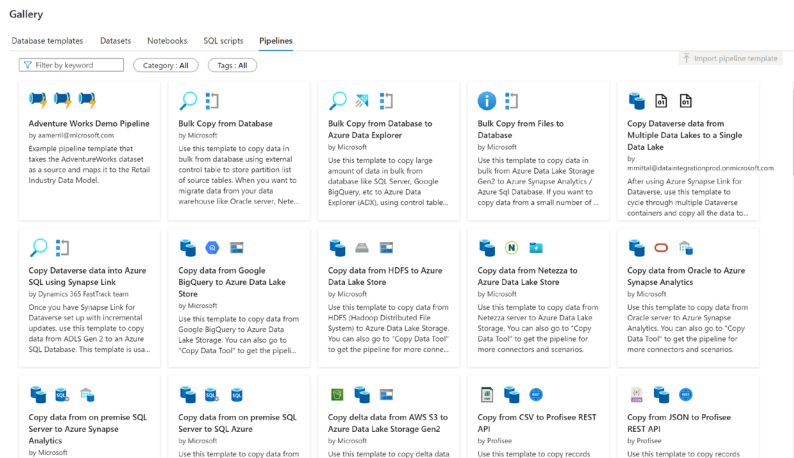 Gallery
Database templates Datasets Notebooks SQL scripts Pipelines
Filter by keyword Category : All Tags : All Import pipeline template
Adventure Works Demo Pipeline
by aamerril@microsoft.com
Example pipeline template that
takes the AdventureWorks dataset
as a source and maps it to the Retail
Industry Data Model.
Bulk Copy from Database
by Microsoft
Use this template to copy data in
bulk from database using external
control table to store partition list
of source tables. When you want to
migrate data from your data
warehouse like Oracle server, Nete...
Bulk Copy from Database to
Azure Data Explorer
by Microsoft
Use this template to copy large
amount of data in bulk from
database like SQL Server, Google
BigQuery, etc to Azure Data
Explorer (ADX), using control table...
Bulk Copy from Files to
Database
by Microsoft
Use this template to copy data in
bulk from Azure Data Lake Storage
Gen2 to Azure Synapse Analytics /
Azure Sql Database. If you want to
copy data from a small number of ...
Copy Dataverse data from
Multiple Data Lakes to a Single
Data Lake
by
mmittal@dataintegrationprod.onmicrosoft.com
After using Azure Synapse Link for
Dataverse, use this template to
cycle through multiple Dataverse
containers and copy all the data to...
Copy Dataverse data into Azure
SQL using Synapse Link
by Dynamics 365 FastTrack team
Once you have Synapse Link for
Dataverse set up with incremental
updates, use this template to copy
data from ADLS Gen 2 to an Azure
SQL Database. This template is usa...
Copy data from Google
BigQuery to Azure Data Lake
Store
by Microsoft
Use this template to copy data from
Google BigQuery to Azure Data
Lake Storage. You can also go to
"Copy Data Tool" to get the pipeli...
Copy data from HDFS to Azure
Data Lake Store
by Microsoft
Use this template to copy data from
HDFS (Hadoop Distributed File
System) to Azure Data Lake Storage.
You can also go to "Copy Data Tool"
to get the pipeline for more conne...
Copy data from Netezza to
Azure Data Lake Store
by Microsoft
Use this template to copy data from
Netezza server to Azure Data Lake
Storage. You can also go to "Copy
Data Tool" to get the pipeline for
more connectors and scenarios.
Copy data from Oracle to Azure
Synapse Analytics
by Microsoft
Use this template to copy data from
Oracle server to Azure Synapse
Analytics. You can also go to "Copy
Data Tool" to get the pipeline for
more connectors and scenarios.
Copy data from on premise SQL
Server to Azure Synapse
Analytics
by Microsoft
Copy data from on premise SQL
Server to SQL Azure
by Microsoft
Use this template to copy data from
Copy delta data from AWS S3 to
Azure Data Lake Storage Gen2
by Microsoft
Use this template to copy delta data
Copy from CSV to Profisee REST
API
by Profisee
Use this template to copy records
Copy from JSON to Profisee
REST API
by Profisee
Use this template to copy records